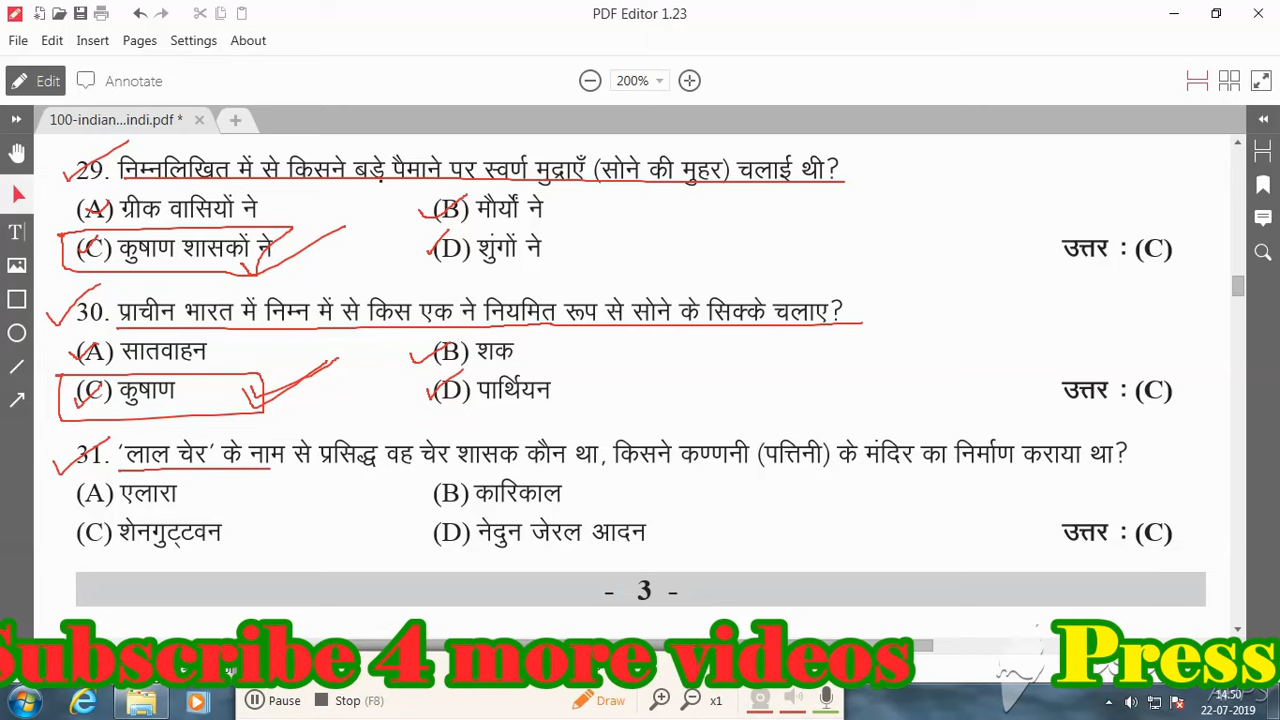 PDF Editor 1.23
File Edit Insert Pages Settings About
Edit Annotate 200%
100-indian...indi.pdf *
29. निम्नलिखित में से किसने बड़े पैमाने पर स्वर्ण मुद्राएँ (सोने की मुहर) चलाई थी?
(A) ग्रीक वासियों ने (B) मौर्यों ने
(C) कुषाण शासकों ने (D) शुंगों ने उत्तर : (C)
30. प्राचीन भारत में निम्न में से किस एक ने नियमित रूप से सोने के सिक्के चलाए?
(A) सातवाहन (B) शक
(C) कुषाण (D) पार्थियन उत्तर : (C)
31. 'लाल चेर' के नाम से प्रसिद्ध वह चेर शासक कौन था, किसने कण्णनी (पत्तिनी) के मंदिर का निर्माण कराया था?
(A) एलारा (B) कारिकाल
(C) शेनगुट्टवन (D) नेदुन जेरल आदन उत्तर : (C)
- 3 -
Subscribe 4 more videos Press
Pause Stop (F8) Draw x1
14:50
22-07-2019